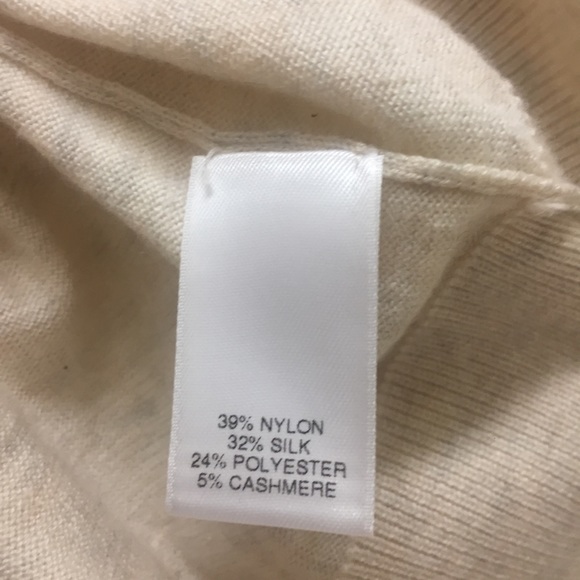 39% NYLON
32% SILK
24% POLYESTER
5% CASHMERE